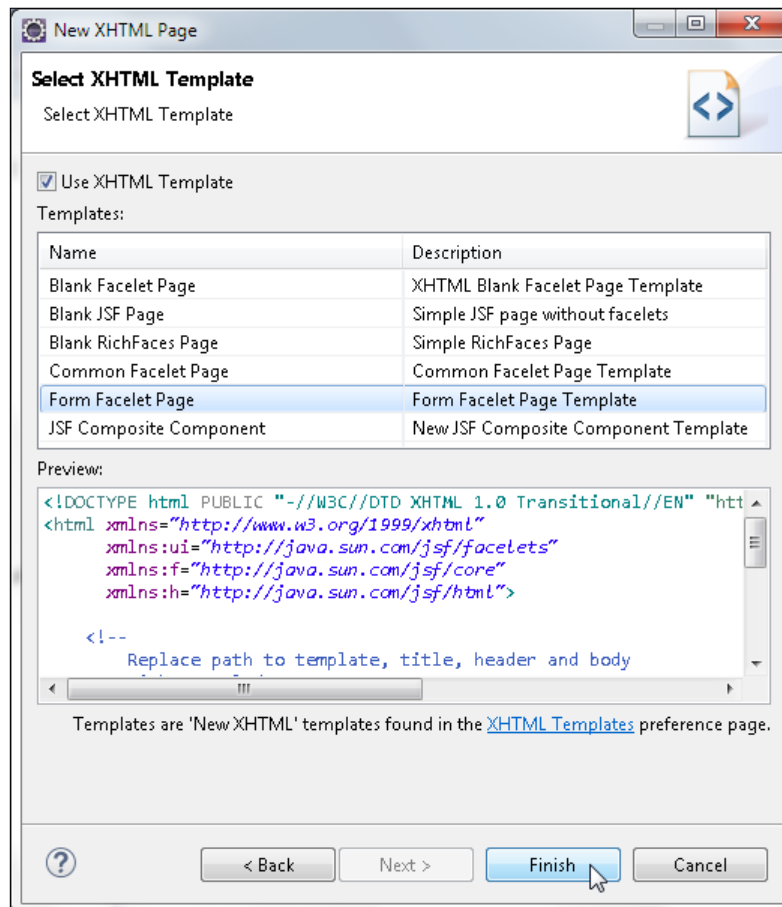 New XHTML Page
Select XHTML Template
Select XHTML Template
Use XHTML Template
Templates:
Name Description
Blank Facelet Page XHTML Blank Facelet Page Template
Blank JSF Page Simple JSF page without facelets
Blank RichFaces Page Simple RichFaces Page
Common Facelet Page Common Facelet Page Template
Form Facelet Page Form Facelet Page Template
JSF Composite Component New JSF Composite Component Template
Preview:
<!DOCTYPE html PUBLIC "-//W3C//DTD XHTML 1.0 Transitional//EN" "htt
<html xmlns="http://www.w3.org/1999/xhtml"
xmlns:ui="http://java.sun.com/jsf/facelets"
xmlns:f="http://java.sun.com/jsf/core"
xmlns:h="http://java.sun.com/jsf/html">
<!--
Replace path to template, title, header and body
Templates are 'New XHTML' templates found in the XHTML Templates preference page.
? < Back Next > Finish Cancel